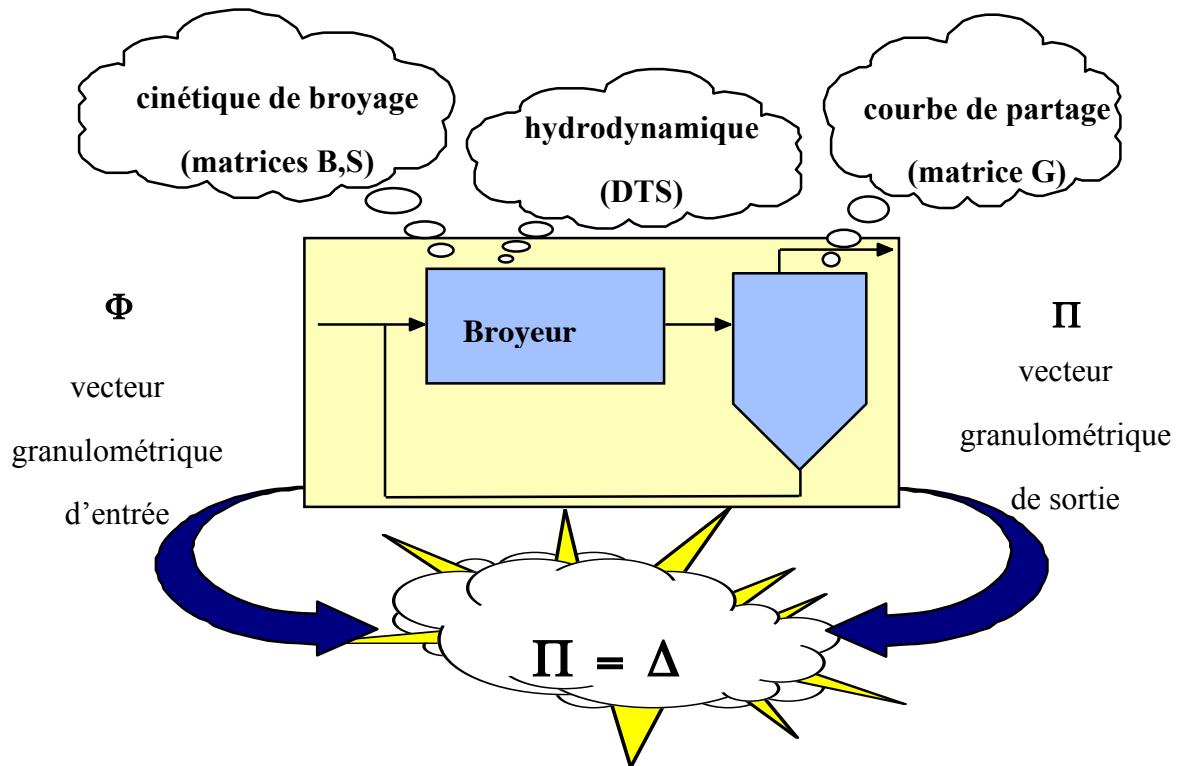 cinétique de broyage
(matrices B,S)
hydrodynamique
(DTS)
courbe de partage
(matrice G)
Φ
vecteur
granulométrique
d’entrée
Broyeur
Π
vecteur
granulométrique
de sortie
Π = Δ